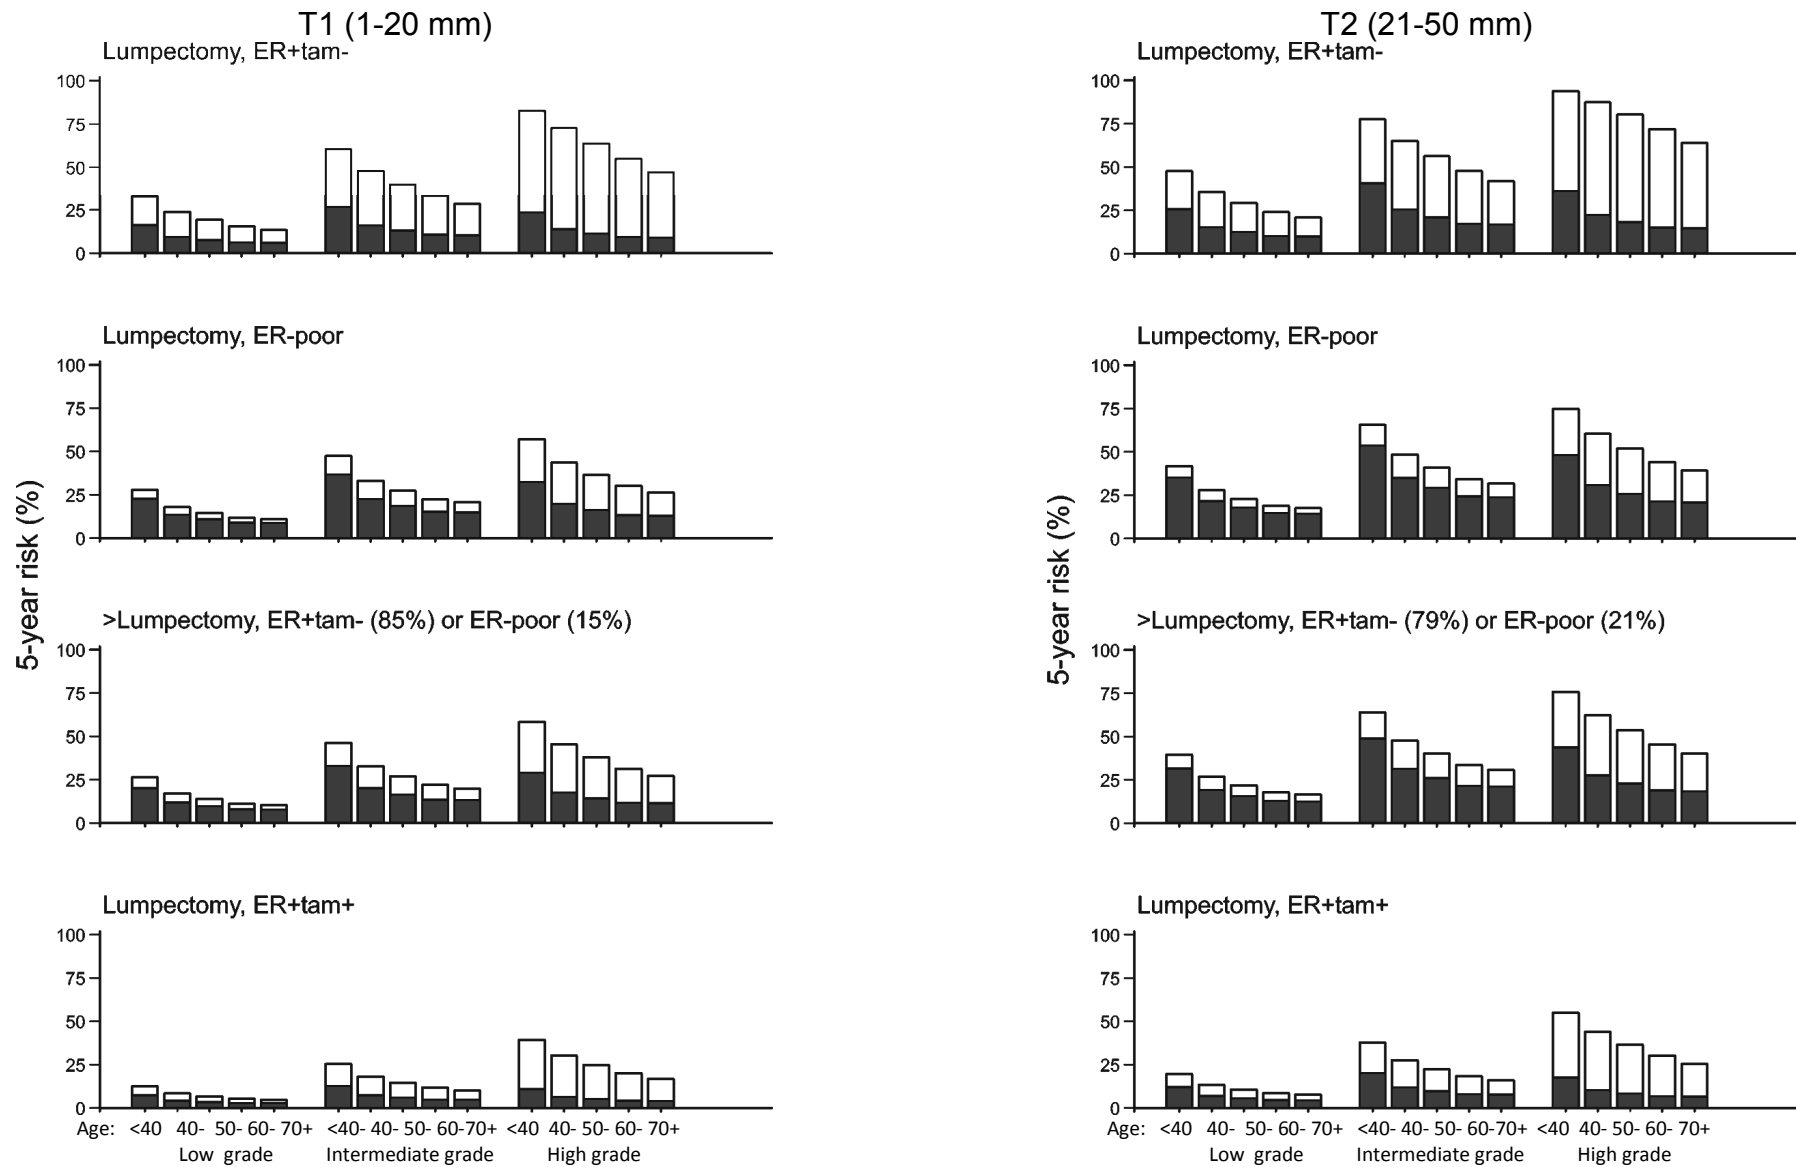 T1 (1-20 mm)
Lumpectomy, ER+tam-
100
75
50
25
0
Lumpectomy, ER-poor
100
75
50
25
0
>Lumpectomy, ER+tam- (85%) or ER-poor (15%)
100
75
50
25
0
Lumpectomy, ER+tam+
100
75
50
25
0
5-year risk (%)
Age: <40 40- 50- 60- 70+ <40- 40- 50- 60-70+ <40 40- 50- 60- 70+
Low grade Intermediate grade High grade
T2 (21-50 mm)
Lumpectomy, ER+tam-
100
75
50
25
0
Lumpectomy, ER-poor
100
75
50
25
0
>Lumpectomy, ER+tam- (79%) or ER-poor (21%)
100
75
50
25
0
Lumpectomy, ER+tam+
100
75
50
25
0
5-year risk (%)
Age: <40 40- 50- 60- 70+ <40- 40- 50- 60-70+ <40 40- 50- 60- 70+
Low grade Intermediate grade High grade